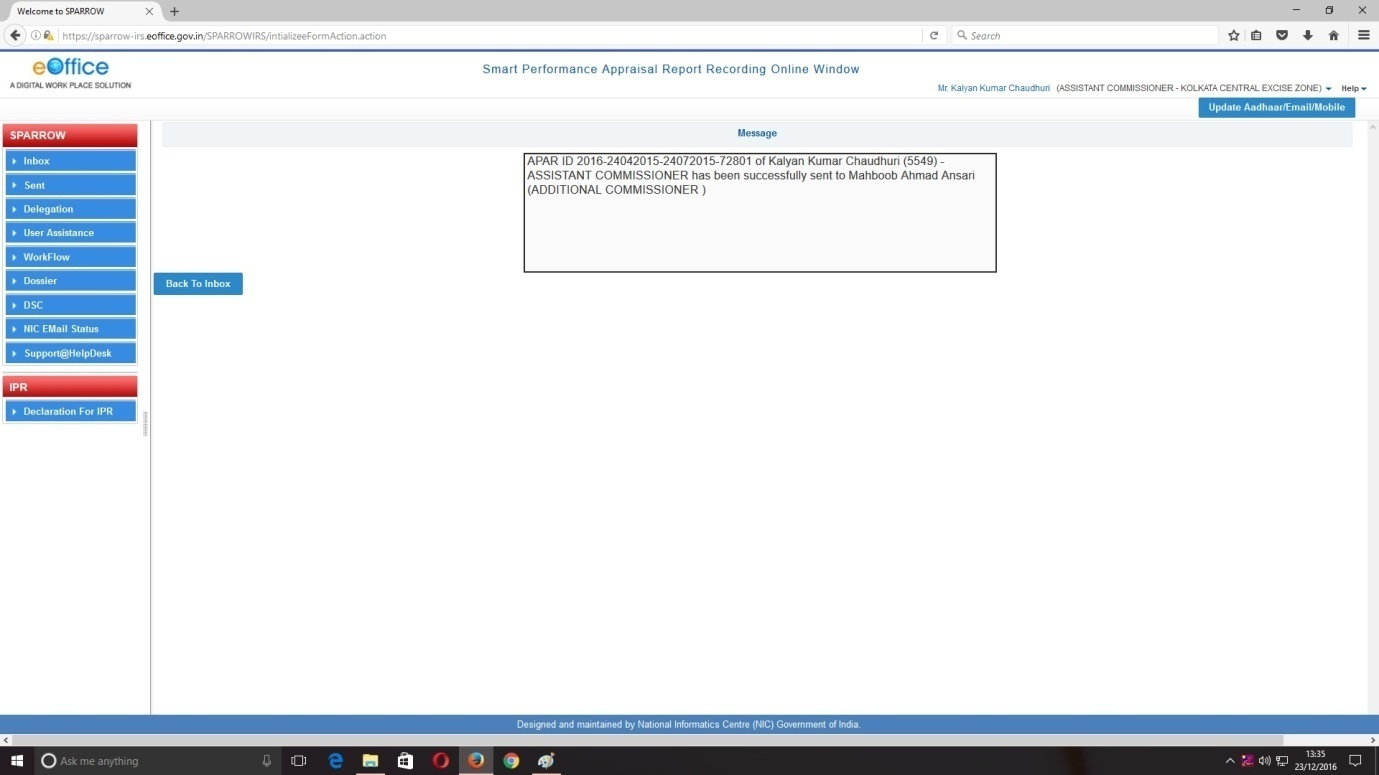 Welcome to SPARROW
https://sparrow-irs.eoffice.gov.in/SPARROWIRS/intializeeFormAction.action
Search
eOffice
A DIGITAL WORK PLACE SOLUTION
Smart Performance Appraisal Report Recording Online Window
Mr. Kalyan Kumar Chaudhuri (ASSISTANT COMMISSIONER - KOLKATA CENTRAL EXCISE ZONE) Help
Update Aadhaar/Email/Mobile
SPARROW
Inbox
Sent
Delegation
User Assistance
WorkFlow
Dossier
DSC
NIC EMail Status
Support@HelpDesk
IPR
Declaration For IPR
Message
APAR ID 2016-24042015-24072015-72801 of Kalyan Kumar Chaudhuri (5549) -
ASSISTANT COMMISSIONER has been successfully sent to Mahboob Ahmad Ansari
(ADDITIONAL COMMISSIONER )
Back To Inbox
Designed and maintained by National Informatics Centre (NIC) Government of India.
Ask me anything
13:35
23/12/2016